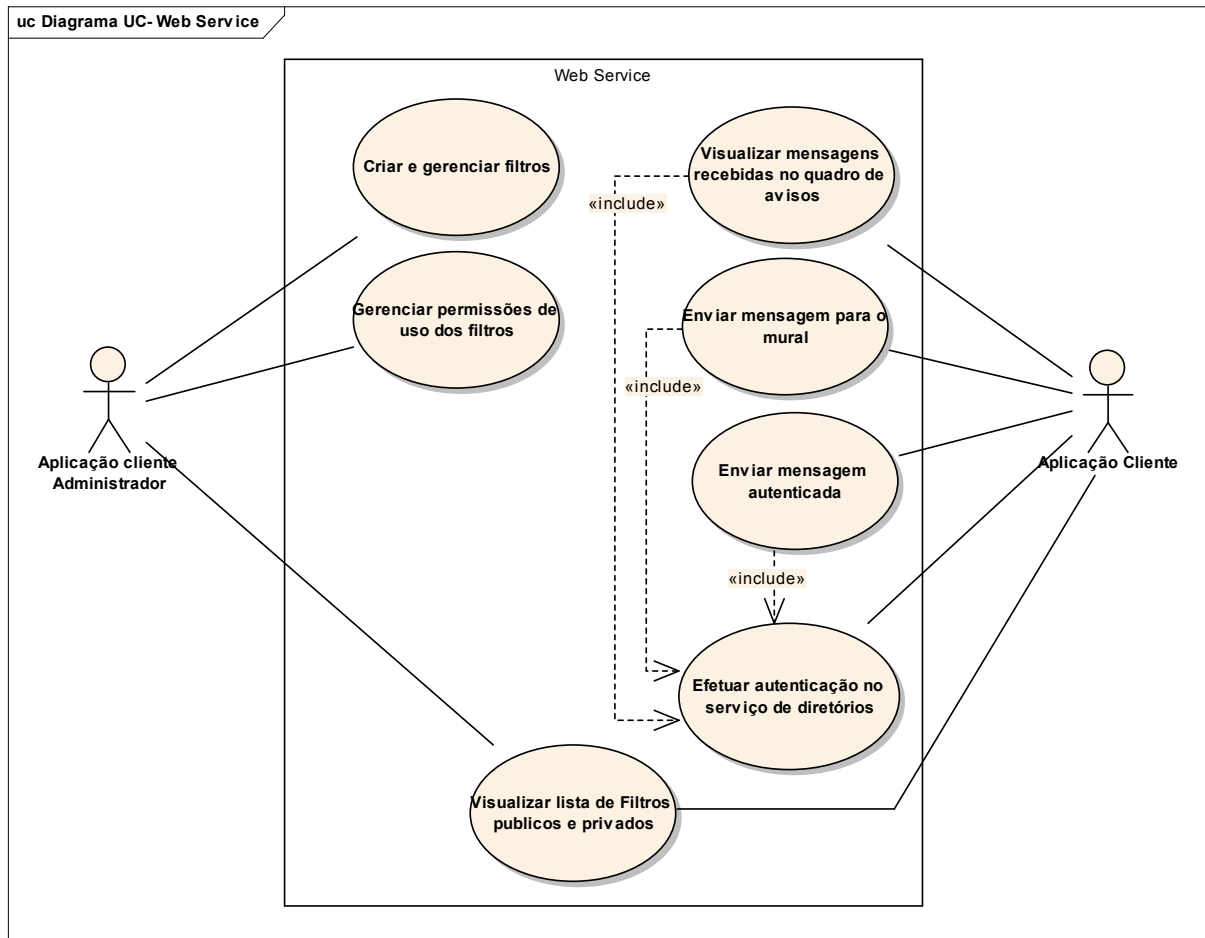 uc Diagrama UC- Web Service
Web Service
Criar e gerenciar filtros
Visualizar mensagens
recebidas no quadro de
avisos
«include»
Gerenciar permissões de
uso dos filtros
Enviar mensagem para o
mural
«include»
Aplicação cliente
Administrador
Aplicação Cliente
Enviar mensagem
autenticada
«include»
Efetuar autenticação no
serviço de diretórios
Visualizar lista de Filtros
publicos e privados